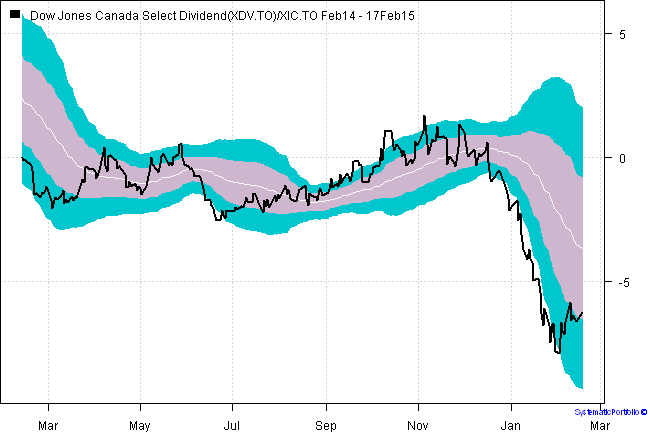 Dow Jones Canada Select Dividend(XDV.TO)/XIC.TO Feb14 - 17Feb15
5
0
-5
SystematicPortfolio ©
Mar May Jul Sep Nov Jan Mar